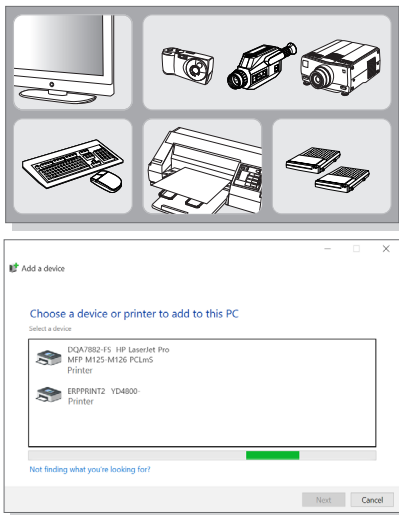 Add a device
Choose a device or printer to add to this PC
Select a device
DQA7882-F5 HP LaserJet Pro
MFP M125-M126 PCLmS
Printer
ERPPRINT2 YD4800-
Printer
Not finding what you're looking for?
Next Cancel